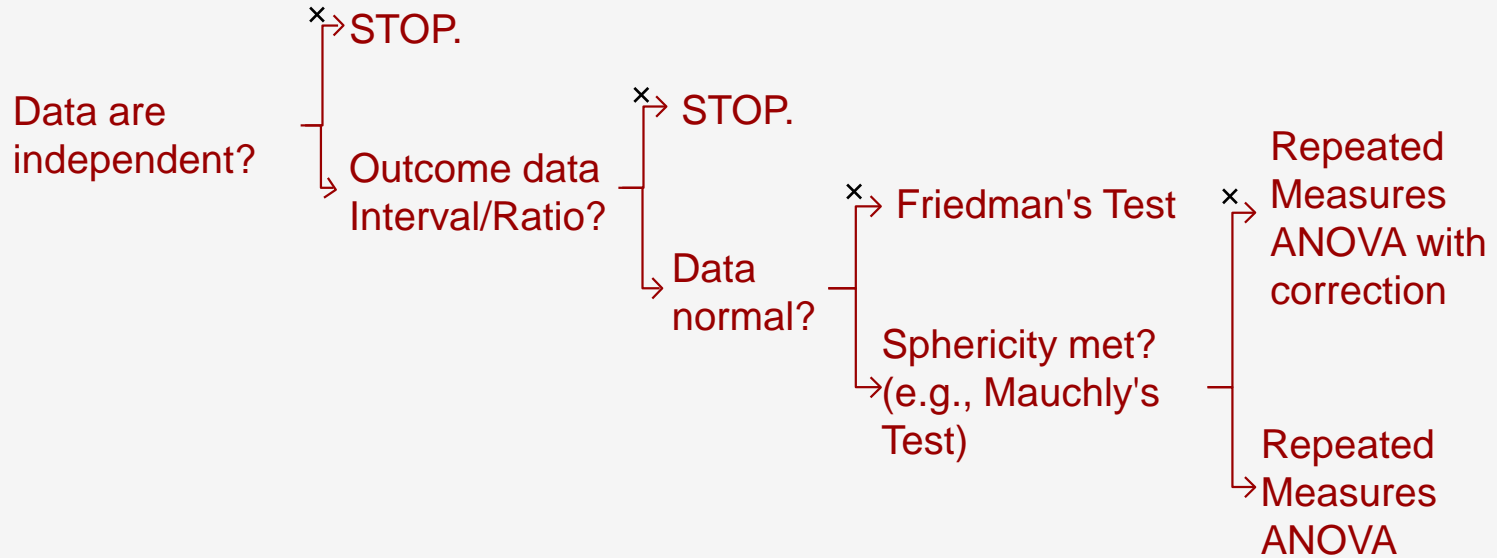 STOP.
Data are
independent?
STOP.
Outcome data
Interval/Ratio?
Friedman's Test
Data
normal?
Sphericity met?
(e.g., Mauchly's
Test)
Repeated
Measures
ANOVA with
correction
Repeated
Measures
ANOVA